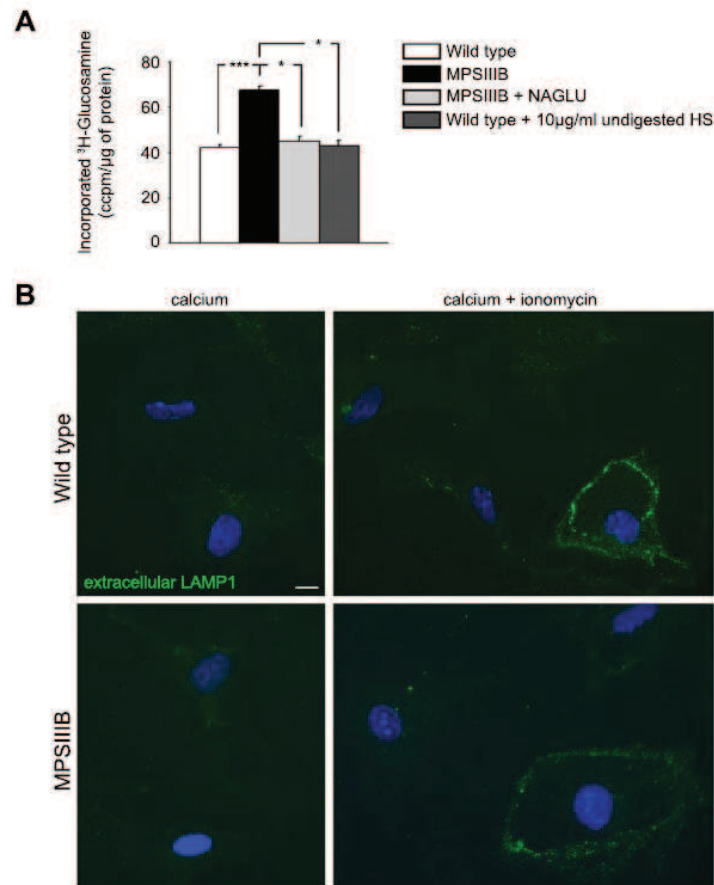 A
Incorporated ³H-Glucosamine
(ccpm/µg of protein)
80
60
40
20
0
***
*
*
Wild type
MPSIIIB
MPSIIIB + NAGLU
Wild type + 10µg/ml undigested HS
B
calcium
calcium + ionomycin
Wild type
extracellular LAMP1
MPSIIIB